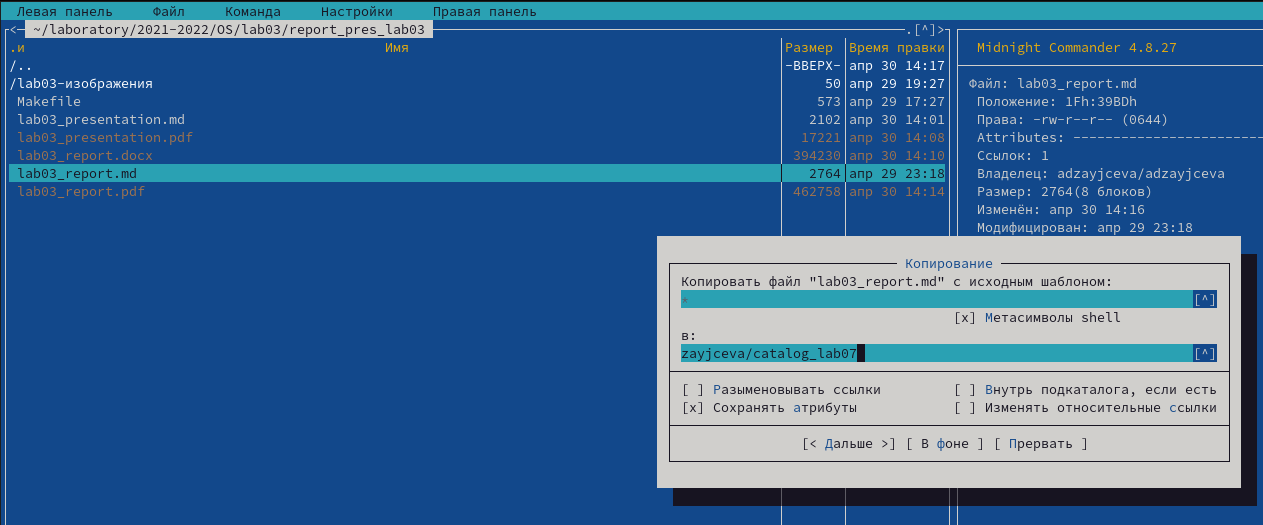 Левая панель Файл Команда Настройки Правая панель
<— ~/laboratory/2021-2022/OS/lab03/report_pres_lab03 .[^]>
.и Имя Размер Время правки
/.. -ВВЕРХ- апр 30 14:17
/lab03-изображения 50 апр 29 19:27
Makefile 573 апр 29 17:27
lab03_presentation.md 2102 апр 30 14:01
lab03_presentation.pdf 17221 апр 30 14:08
lab03_report.docx 394230 апр 30 14:10
lab03_report.md 2764 апр 29 23:18
lab03_report.pdf 462758 апр 30 14:14
Midnight Commander 4.8.27
Файл: lab03_report.md
Положение: 1Fh:39BDh
Права: -rw-r--r-- (0644)
Attributes: ------------------------
Ссылок: 1
Владелец: adzayjceva/adzayjceva
Размер: 2764(8 блоков)
Изменён: апр 30 14:16
Модифицирован: апр 29 23:18
Копирование
Копировать файл "lab03_report.md" с исходным шаблоном:
* [^]
[x] Метасимволы shell
в:
zayjceva/catalog_lab07 [^]
[ ] Разыменовывать ссылки [ ] Внутрь подкаталога, если есть
[x] Сохранять атрибуты [ ] Изменять относительные ссылки
[< Дальше >] [ В фоне ] [ Прервать ]